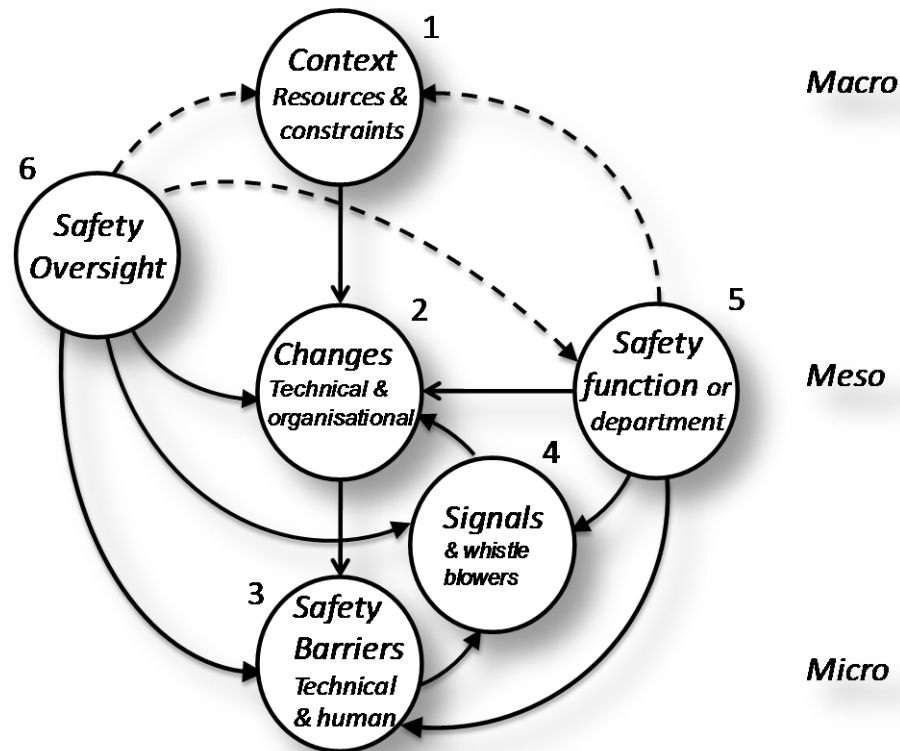 1
Context
Resources &
constraints
Macro
6
Safety
Oversight
2
Changes
Technical &
organisational
5
Safety
function or
department
Meso
4
Signals
& whistle
blowers
3
Safety
Barriers
Technical
& human
Micro